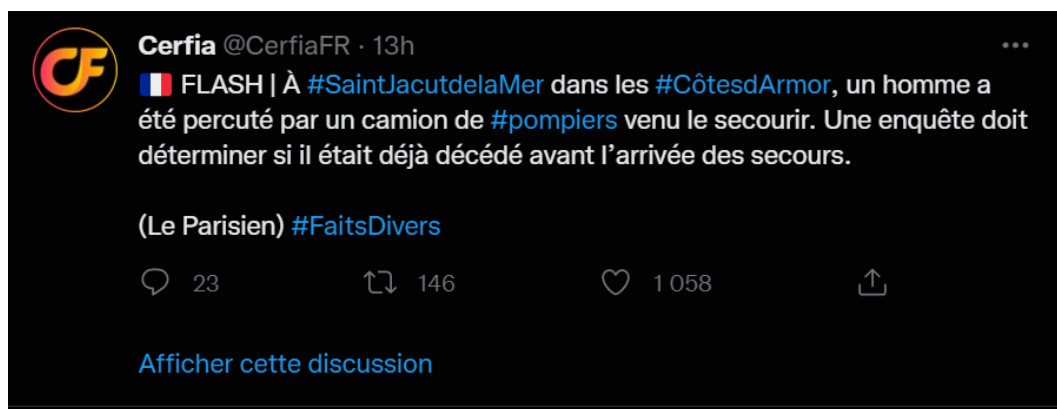 Cerfia @CerfiaFR · 13h
🇫🇷 FLASH | À #SaintJacutdelaMer dans les #CôtesdArmor, un homme a
été percuté par un camion de #pompiers venu le secourir. Une enquête doit
déterminer si il était déjà décédé avant l’arrivée des secours.
(Le Parisien) #FaitsDivers
23 146 1 058
Afficher cette discussion